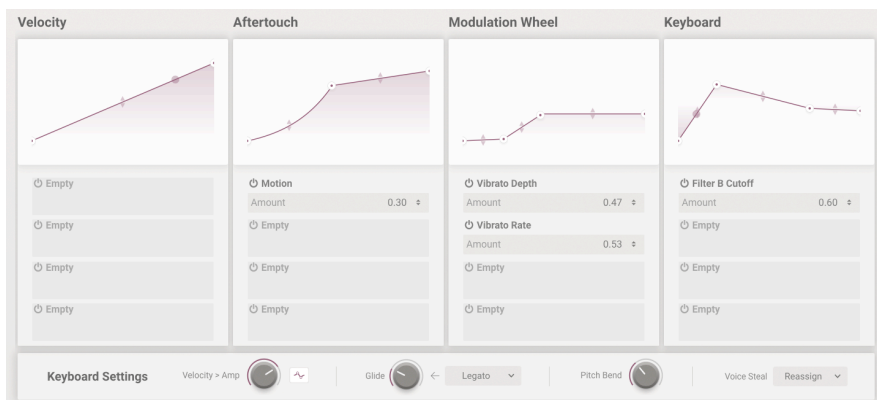 Velocity
Aftertouch
Modulation Wheel
Keyboard
Empty
Motion
Vibrato Depth
Filter B Cutoff
Amount 0.30
Amount 0.47
Amount 0.60
Empty
Empty
Vibrato Rate
Empty
Amount 0.53
Empty
Empty
Empty
Empty
Empty
Empty
Empty
Empty
Keyboard Settings
Velocity > Amp
Glide
Legato
Pitch Bend
Voice Steal
Reassign